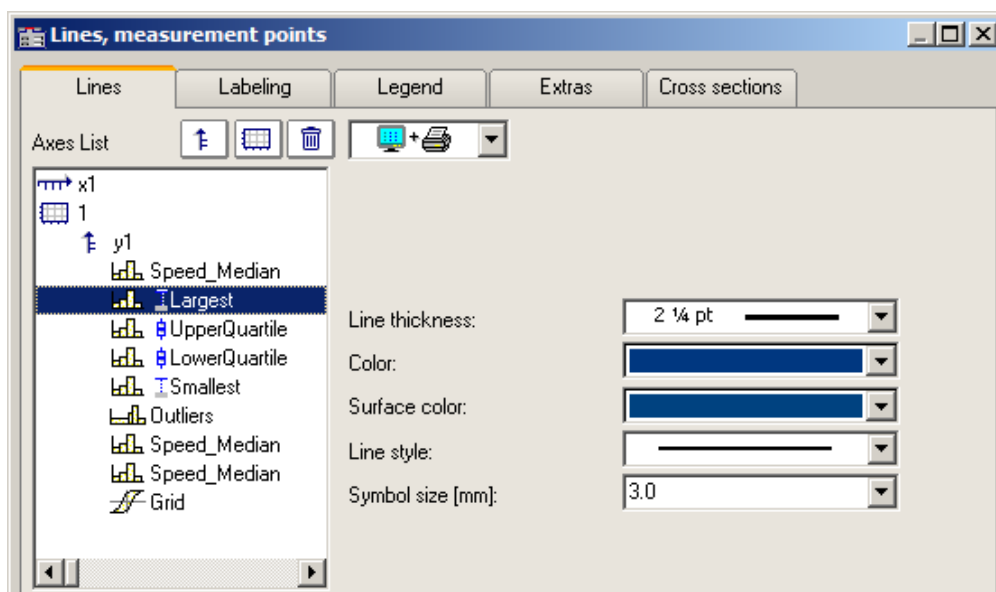 Lines, measurement points
Lines
Labeling
Legend
Extras
Cross sections
Axes List
x1
1
y1
Speed_Median
Largest
UpperQuartile
LowerQuartile
Smallest
Outliers
Speed_Median
Speed_Median
Grid
Line thickness:
2 ¼ pt
Color:
Surface color:
Line style:
Symbol size [mm]:
3.0